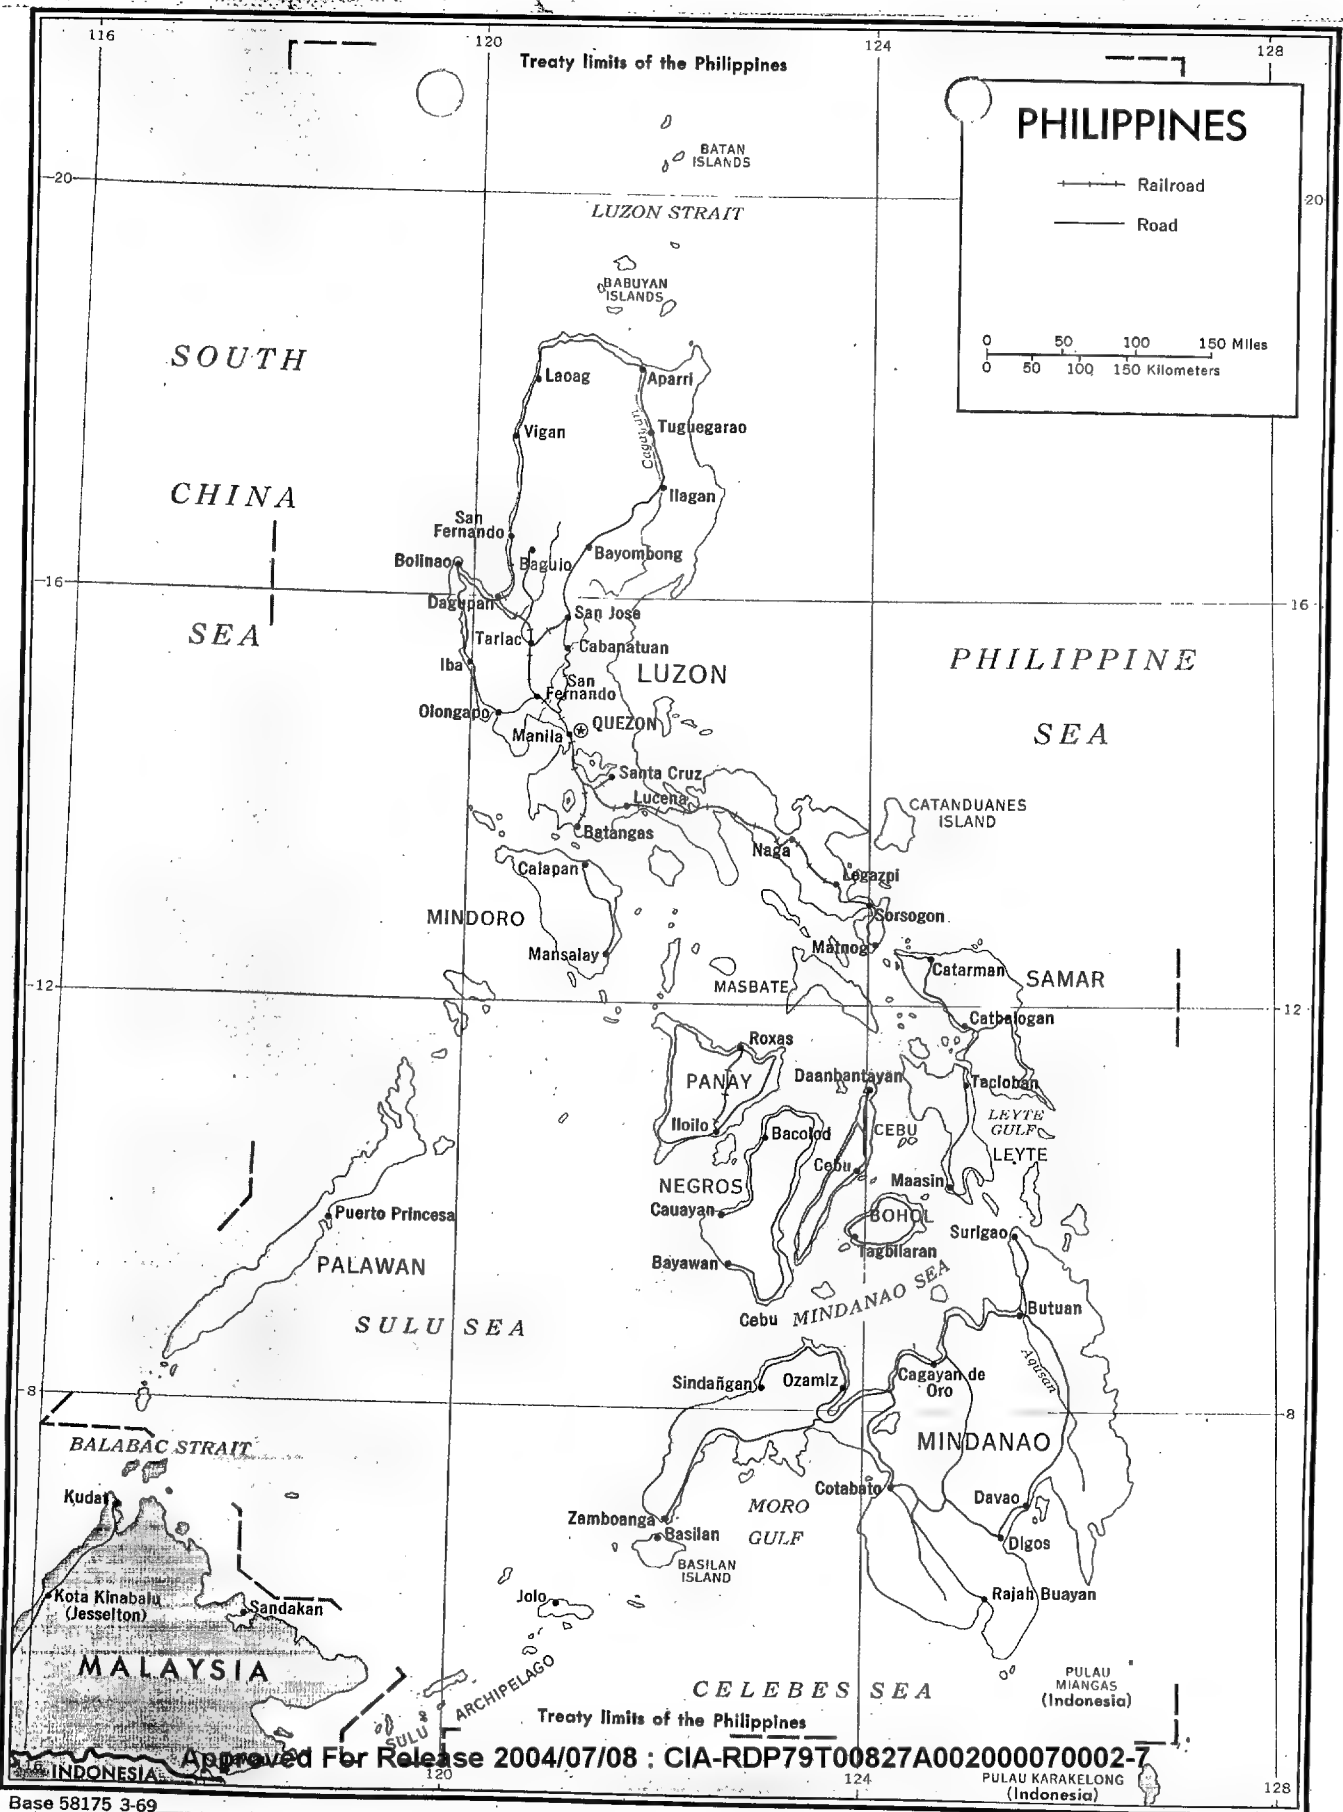 116
120
124
128
Treaty limits of the Philippines
PHILIPPINES
Railroad
Road
0 50 100 150 Miles
0 50 100 150 Kilometers
BATAN
ISLANDS
20
20
LUZON STRAIT
BABUYAN
ISLANDS
SOUTH
CHINA
SEA
Laoag
Aparri
Cagayan
Vigan
Tuguegarao
Ilagan
San
Fernando
Bolinao
Baguio
Bayombong
16
16
Dagupan
San Jose
Tarlac
Cabanatuan
Iba
LUZON
San
Fernando
Olongapo
QUEZON
Manila
PHILIPPINE
SEA
Santa Cruz
Lucena
Batangas
CATANDUANES
ISLAND
Naga
Calapan
Legazpi
MINDORO
Sorsogon
Mansalay
Matnog
Catarman
SAMAR
12
12
MASBATE
Catbalogan
Roxas
PANAY
Daanbantayan
Tacloban
LEYTE
GULF
Iloilo
Bacolod
CEBU
LEYTE
Cebu
Maasin
NEGROS
Cauayan
BOHOL
Surigao
Puerto Princesa
Tagbilaran
PALAWAN
Bayawan
MINDANAO SEA
SULU SEA
Cebu
Butuan
Agusan
Sindañgan
Ozamiz
Cagayan de
Oro
8
8
BALABAC STRAIT
MINDANAO
Kudat
Cotabato
Davao
MORO
GULF
Zamboanga
Basilan
Digos
BASILAN
ISLAND
Kota Kinabalu
(Jesselton)
Sandakan
Jolo
Rajah Buayan
MALAYSIA
SULU ARCHIPELAGO
PULAU
MIANGAS
(Indonesia)
CELEBES SEA
Treaty limits of the Philippines
Approved For Release 2004/07/08 : CIA-RDP79T00827A002000070002-7
INDONESIA
120
124
PULAU KARAKELONG
(Indonesia)
128
Base 58175 3-69